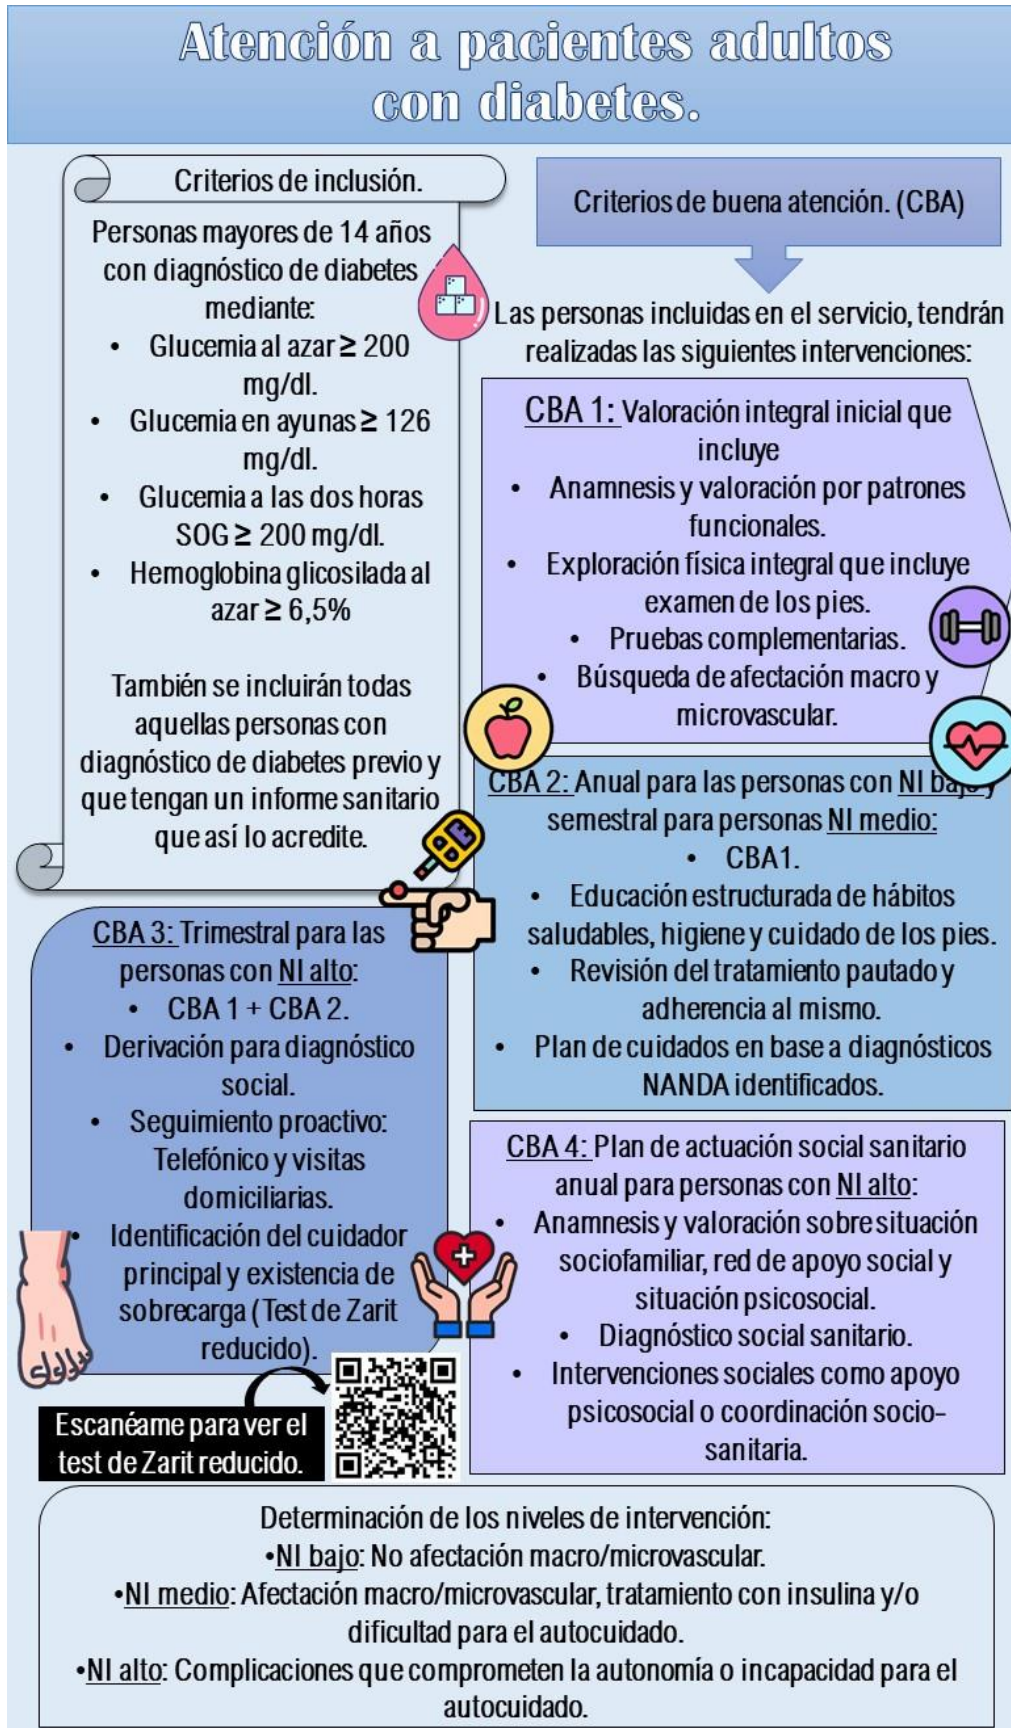 Atención a pacientes adultos
con diabetes.
Criterios de inclusión.
Personas mayores de 14 años
con diagnóstico de diabetes
mediante:
• Glucemia al azar ≥ 200
mg/dl.
• Glucemia en ayunas ≥ 126
mg/dl.
• Glucemia a las dos horas
SOG ≥ 200 mg/dl.
• Hemoglobina glicosilada al
azar ≥ 6,5%
También se incluirán todas
aquellas personas con
diagnóstico de diabetes previo y
que tengan un informe sanitario
que así lo acredite.
Criterios de buena atención. (CBA)
Las personas incluidas en el servicio, tendrán
realizadas las siguientes intervenciones:
CBA 1: Valoración integral inicial que
incluye
• Anamnesis y valoración por patrones
funcionales.
• Exploración física integral que incluye
examen de los pies.
• Pruebas complementarias.
• Búsqueda de afectación macro y
microvascular.
CBA 2: Anual para las personas con NI bajo y
semestral para personas NI medio:
• CBA1.
• Educación estructurada de hábitos
saludables, higiene y cuidado de los pies.
• Revisión del tratamiento pautado y
adherencia al mismo.
• Plan de cuidados en base a diagnósticos
NANDA identificados.
CBA 3: Trimestral para las
personas con NI alto:
• CBA 1 + CBA 2.
• Derivación para diagnóstico
social.
• Seguimiento proactivo:
Telefónico y visitas
domiciliarias.
• Identificación del cuidador
principal y existencia de
sobrecarga (Test de Zarit
reducido).
Escanéame para ver el
test de Zarit reducido.
CBA 4: Plan de actuación social sanitario
anual para personas con NI alto:
• Anamnesis y valoración sobre situación
sociofamiliar, red de apoyo social y
situación psicosocial.
• Diagnóstico social sanitario.
• Intervenciones sociales como apoyo
psicosocial o coordinación socio-
sanitaria.
Determinación de los niveles de intervención:
•NI bajo: No afectación macro/microvascular.
•NI medio: Afectación macro/microvascular, tratamiento con insulina y/o
dificultad para el autocuidado.
•NI alto: Complicaciones que comprometen la autonomía o incapacidad para el
autocuidado.